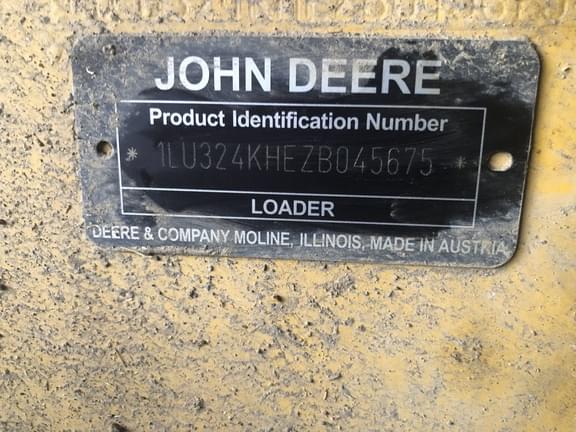 JOHN DEERE
Product Identification Number
* 1LU324KHEZB045675 *
LOADER
DEERE & COMPANY MOLINE, ILLINOIS, MADE IN AUSTRIA